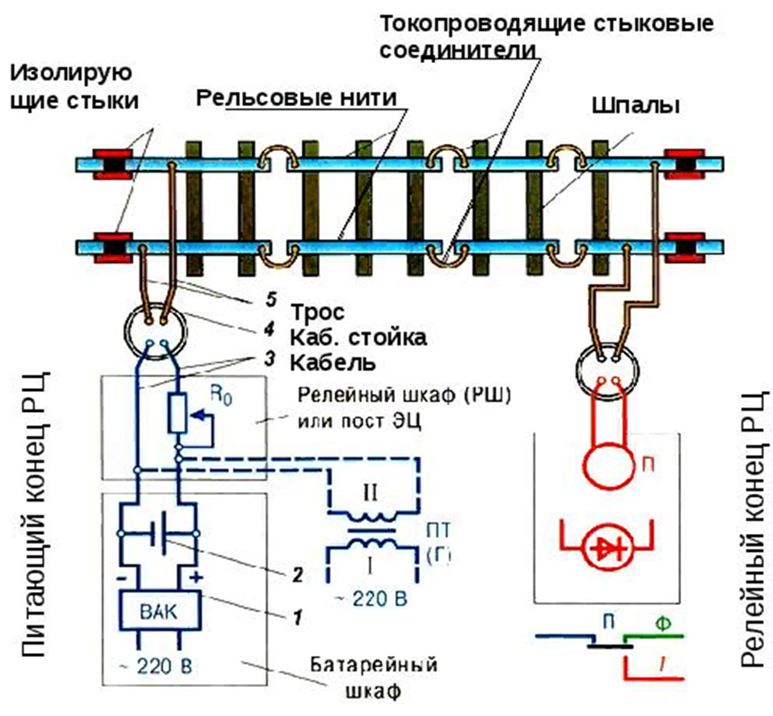 Токопроводящие стыковые
соединители
Изолирую
щие стыки
Рельсовые нити
Шпалы
5 Трос
4 Каб. стойка
3 Кабель
Питающий конец РЦ
Релейный конец РЦ
R0
Релейный шкаф (РШ)
или пост ЭЦ
П
II
ПТ
(Г)
I
~ 220 В
2
- +
ВАК
1
~ 220 В
Батарейный
шкаф
П
Ф
I